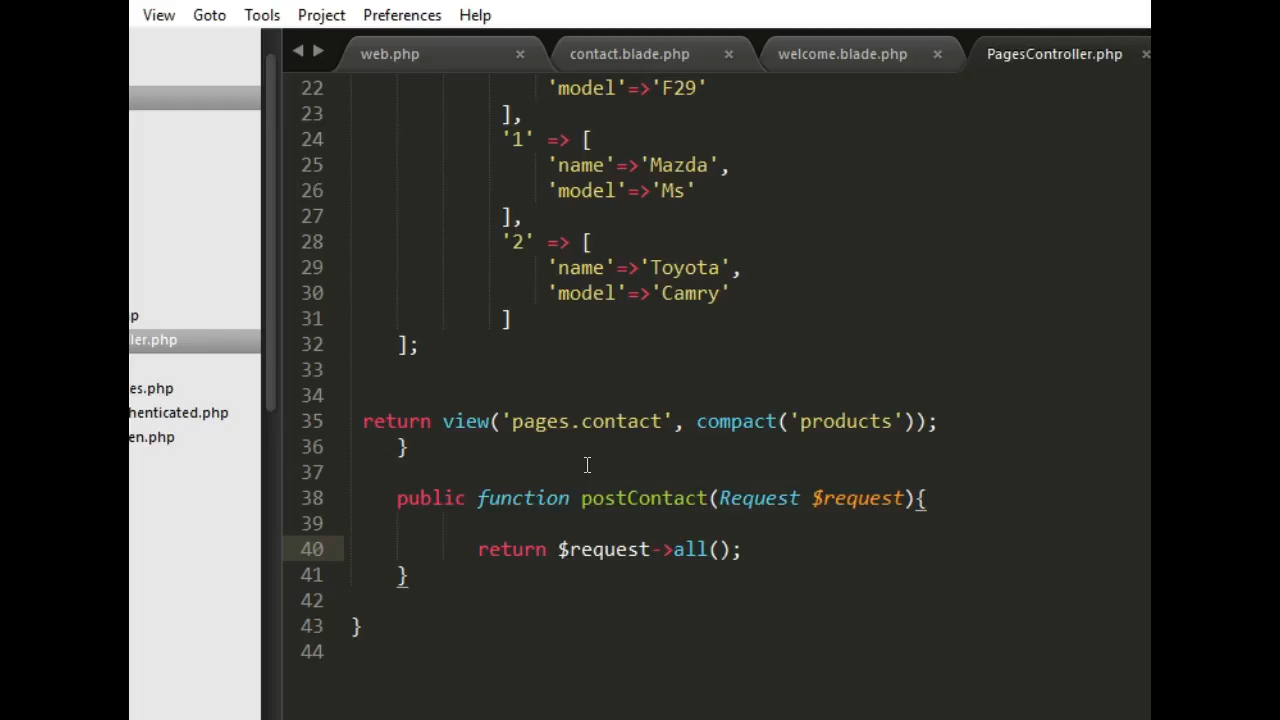 View Goto Tools Project Preferences Help
web.php × contact.blade.php × welcome.blade.php × PagesController.php ×
22 'model'=>'F29'
23 ],
24 '1' => [
25 'name'=>'Mazda',
26 'model'=>'Ms'
27 ],
28 '2' => [
29 'name'=>'Toyota',
30 'model'=>'Camry'
31 ]
32 ];
33
34
35 return view('pages.contact', compact('products'));
36 }
37
38 public function postContact(Request $request){
39
40 return $request->all();
41 }
42
43 }
44
p
ler.php
es.php
henticated.php
en.php